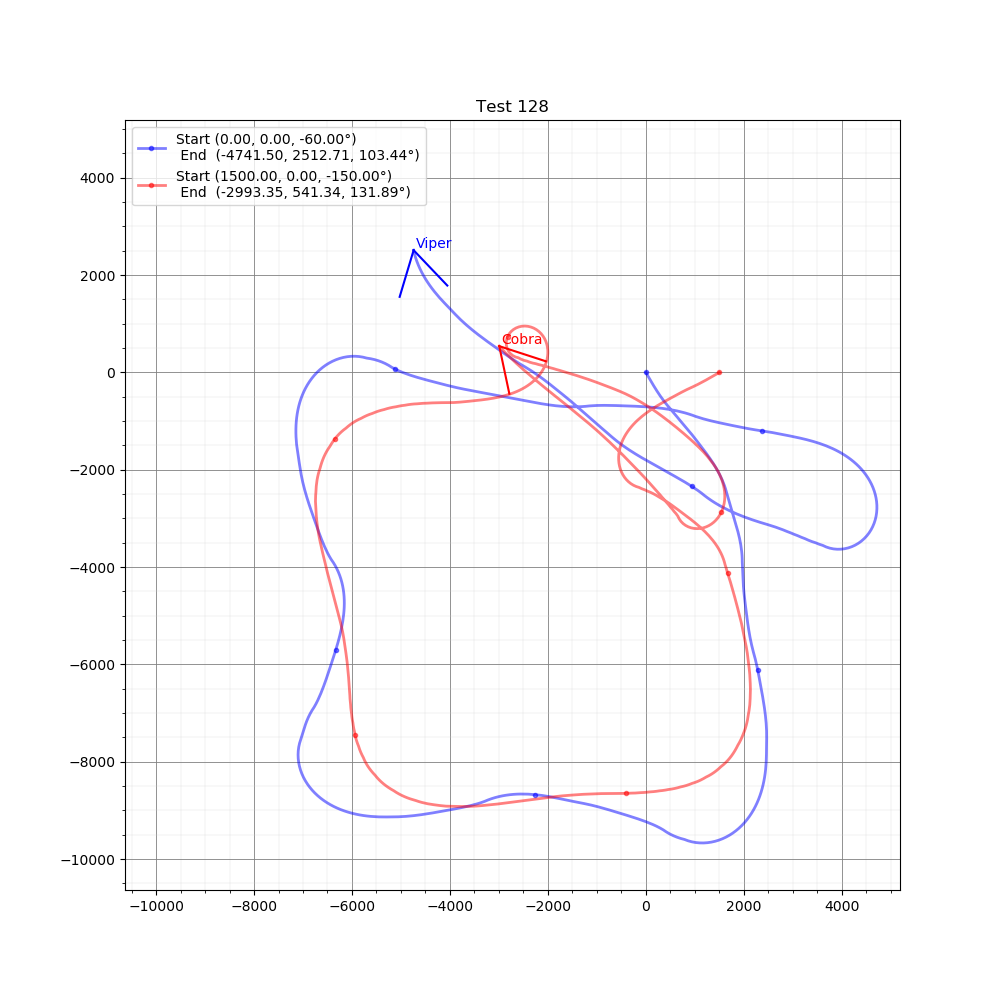 Test 128
Start (0.00, 0.00, -60.00°)
End  (-4741.50, 2512.71, 103.44°)
Start (1500.00, 0.00, -150.00°)
End  (-2993.35, 541.34, 131.89°)
4000
2000
0
−2000
−4000
−6000
−8000
−10000
Viper
Cobra
−10000 −8000 −6000 −4000 −2000 0 2000 4000